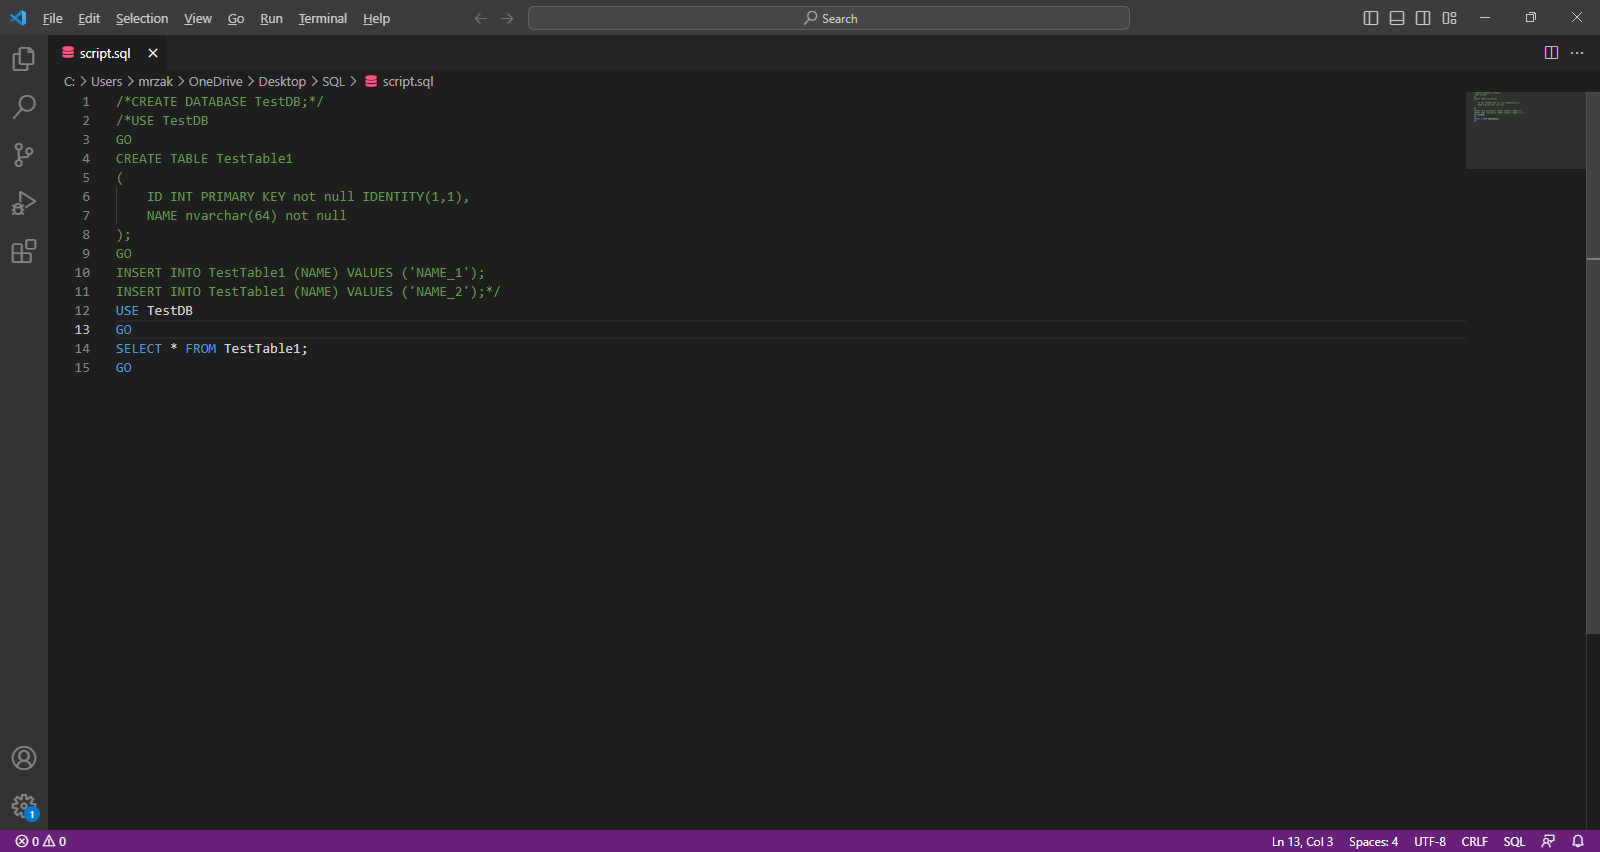 File Edit Selection View Go Run Terminal Help Search
script.sql
C: Users mrzak OneDrive Desktop SQL script.sql
1 /*CREATE DATABASE TestDB;*/
2 /*USE TestDB
3 GO
4 CREATE TABLE TestTable1
5 (
6 ID INT PRIMARY KEY not null IDENTITY(1,1),
7 NAME nvarchar(64) not null
8 );
9 GO
10 INSERT INTO TestTable1 (NAME) VALUES ('NAME_1');
11 INSERT INTO TestTable1 (NAME) VALUES ('NAME_2');*/
12 USE TestDB
13 GO
14 SELECT * FROM TestTable1;
15 GO
1
0 0 Ln 13, Col 3 Spaces: 4 UTF-8 CRLF SQL